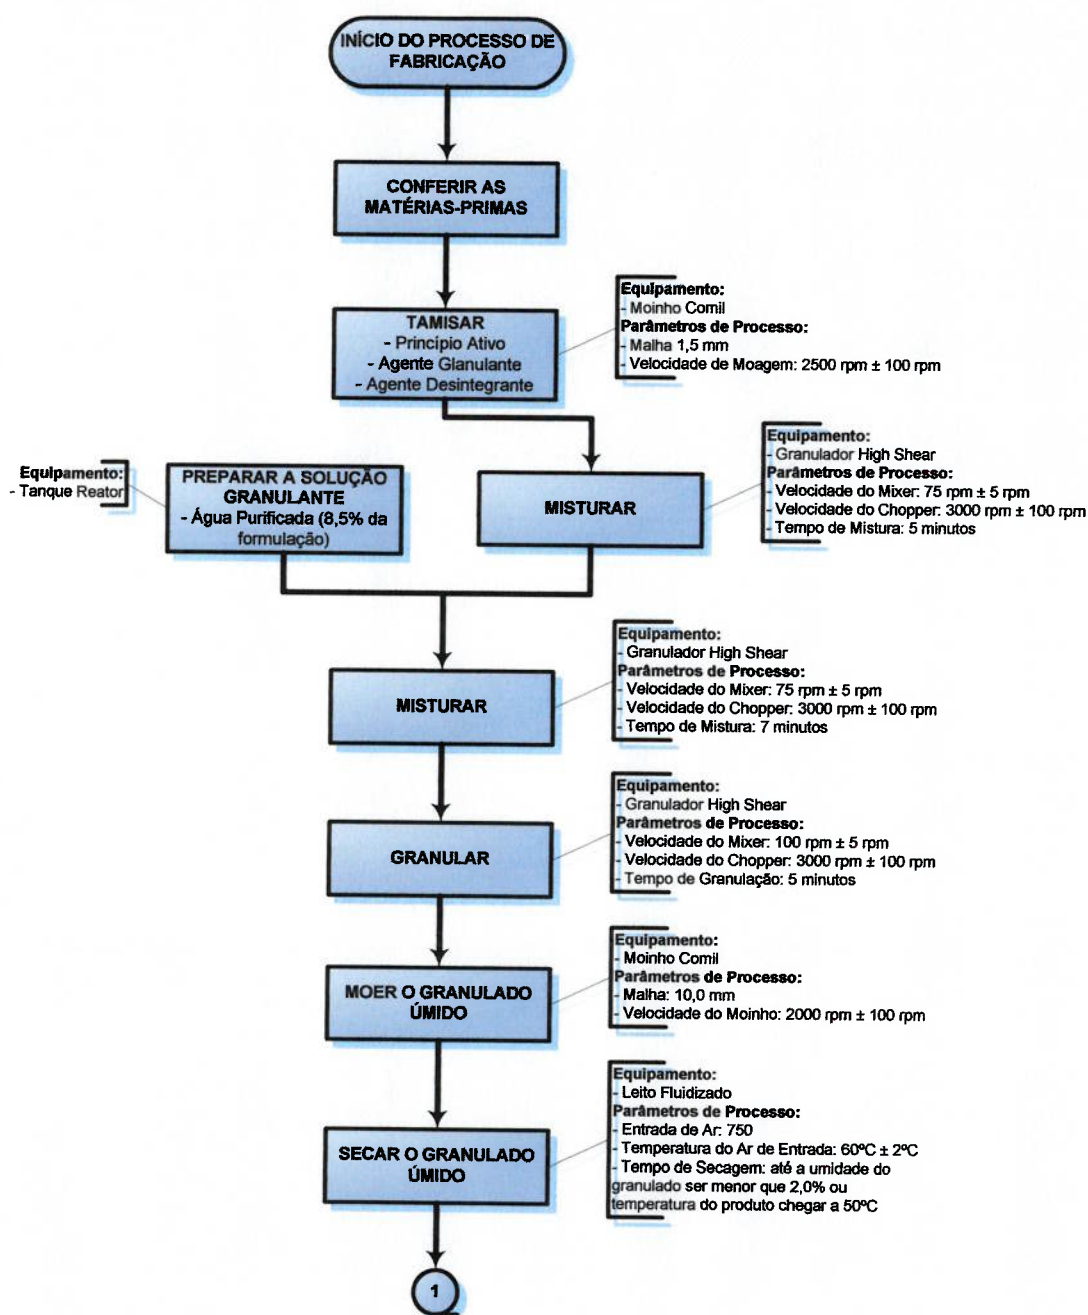 INÍCIO DO PROCESSO DE
FABRICAÇÃO
CONFERIR AS
MATÉRIAS-PRIMAS
TAMISAR
- Princípio Ativo
- Agente Glanulante
- Agente Desintegrante
Equipamento:
- Moinho Comil
Parâmetros de Processo:
- Malha 1,5 mm
- Velocidade de Moagem: 2500 rpm ± 100 rpm
Equipamento:
- Tanque Reator
PREPARAR A SOLUÇÃO
GRANULANTE
- Água Purificada (8,5% da
formulação)
MISTURAR
Equipamento:
- Granulador High Shear
Parâmetros de Processo:
- Velocidade do Mixer: 75 rpm ± 5 rpm
- Velocidade do Chopper: 3000 rpm ± 100 rpm
- Tempo de Mistura: 5 minutos
MISTURAR
Equipamento:
- Granulador High Shear
Parâmetros de Processo:
- Velocidade do Mixer: 75 rpm ± 5 rpm
- Velocidade do Chopper: 3000 rpm ± 100 rpm
- Tempo de Mistura: 7 minutos
GRANULAR
Equipamento:
- Granulador High Shear
Parâmetros de Processo:
- Velocidade do Mixer: 100 rpm ± 5 rpm
- Velocidade do Chopper: 3000 rpm ± 100 rpm
- Tempo de Granulação: 5 minutos
MOER O GRANULADO
ÚMIDO
Equipamento:
- Moinho Comil
Parâmetros de Processo:
- Malha: 10,0 mm
- Velocidade do Moinho: 2000 rpm ± 100 rpm
SECAR O GRANULADO
ÚMIDO
Equipamento:
- Leito Fluidizado
Parâmetros de Processo:
- Entrada de Ar: 750
- Temperatura do Ar de Entrada: 60ºC ± 2ºC
- Tempo de Secagem: até a umidade do
granulado ser menor que 2,0% ou
temperatura do produto chegar a 50ºC
1